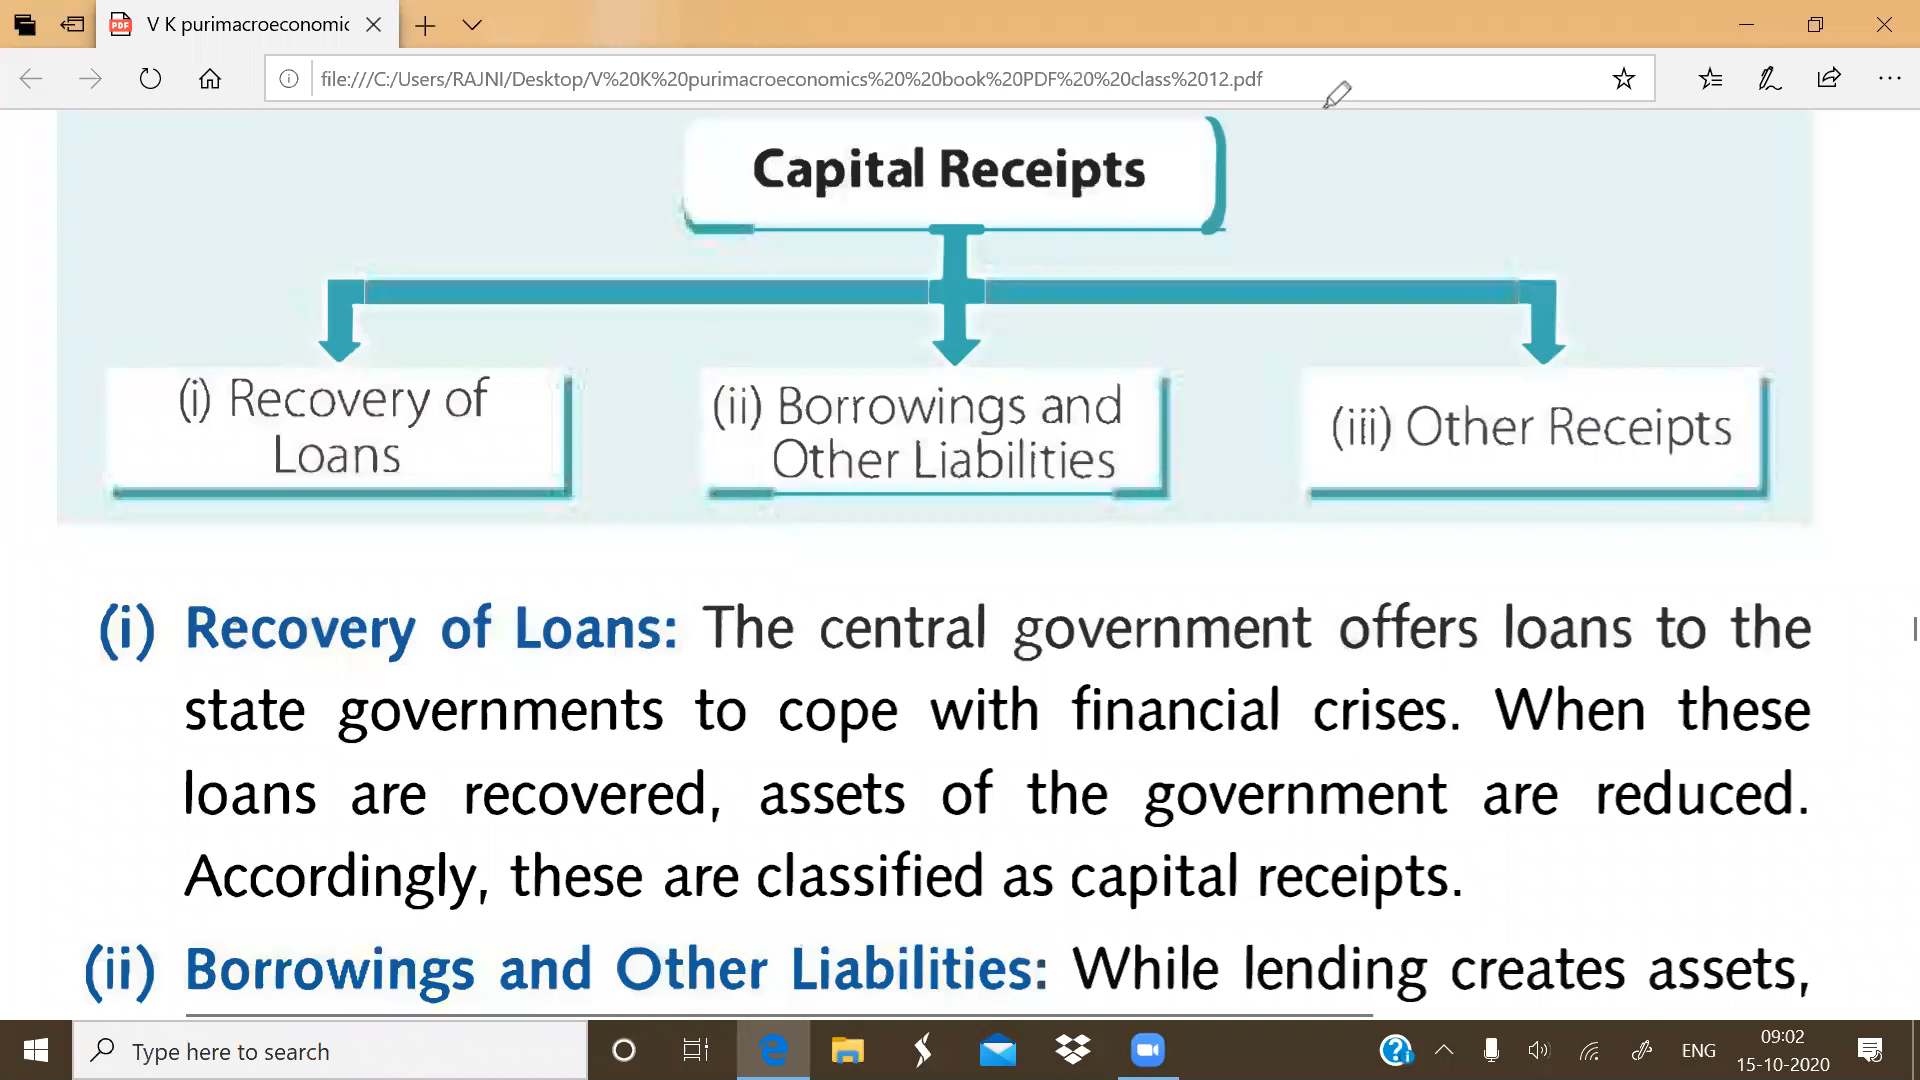 V K purimacroeconomic
file:///C:/Users/RAJNI/Desktop/V%20K%20purimacroeconomics%20%20book%20PDF%20%20class%2012.pdf
Capital Receipts
(i) Recovery of
Loans
(ii) Borrowings and
Other Liabilities
(iii) Other Receipts
(i) Recovery of Loans: The central government offers loans to the
state governments to cope with financial crises. When these
loans are recovered, assets of the government are reduced.
Accordingly, these are classified as capital receipts.
(ii) Borrowings and Other Liabilities: While lending creates assets,
Type here to search
ENG
09:02
15-10-2020